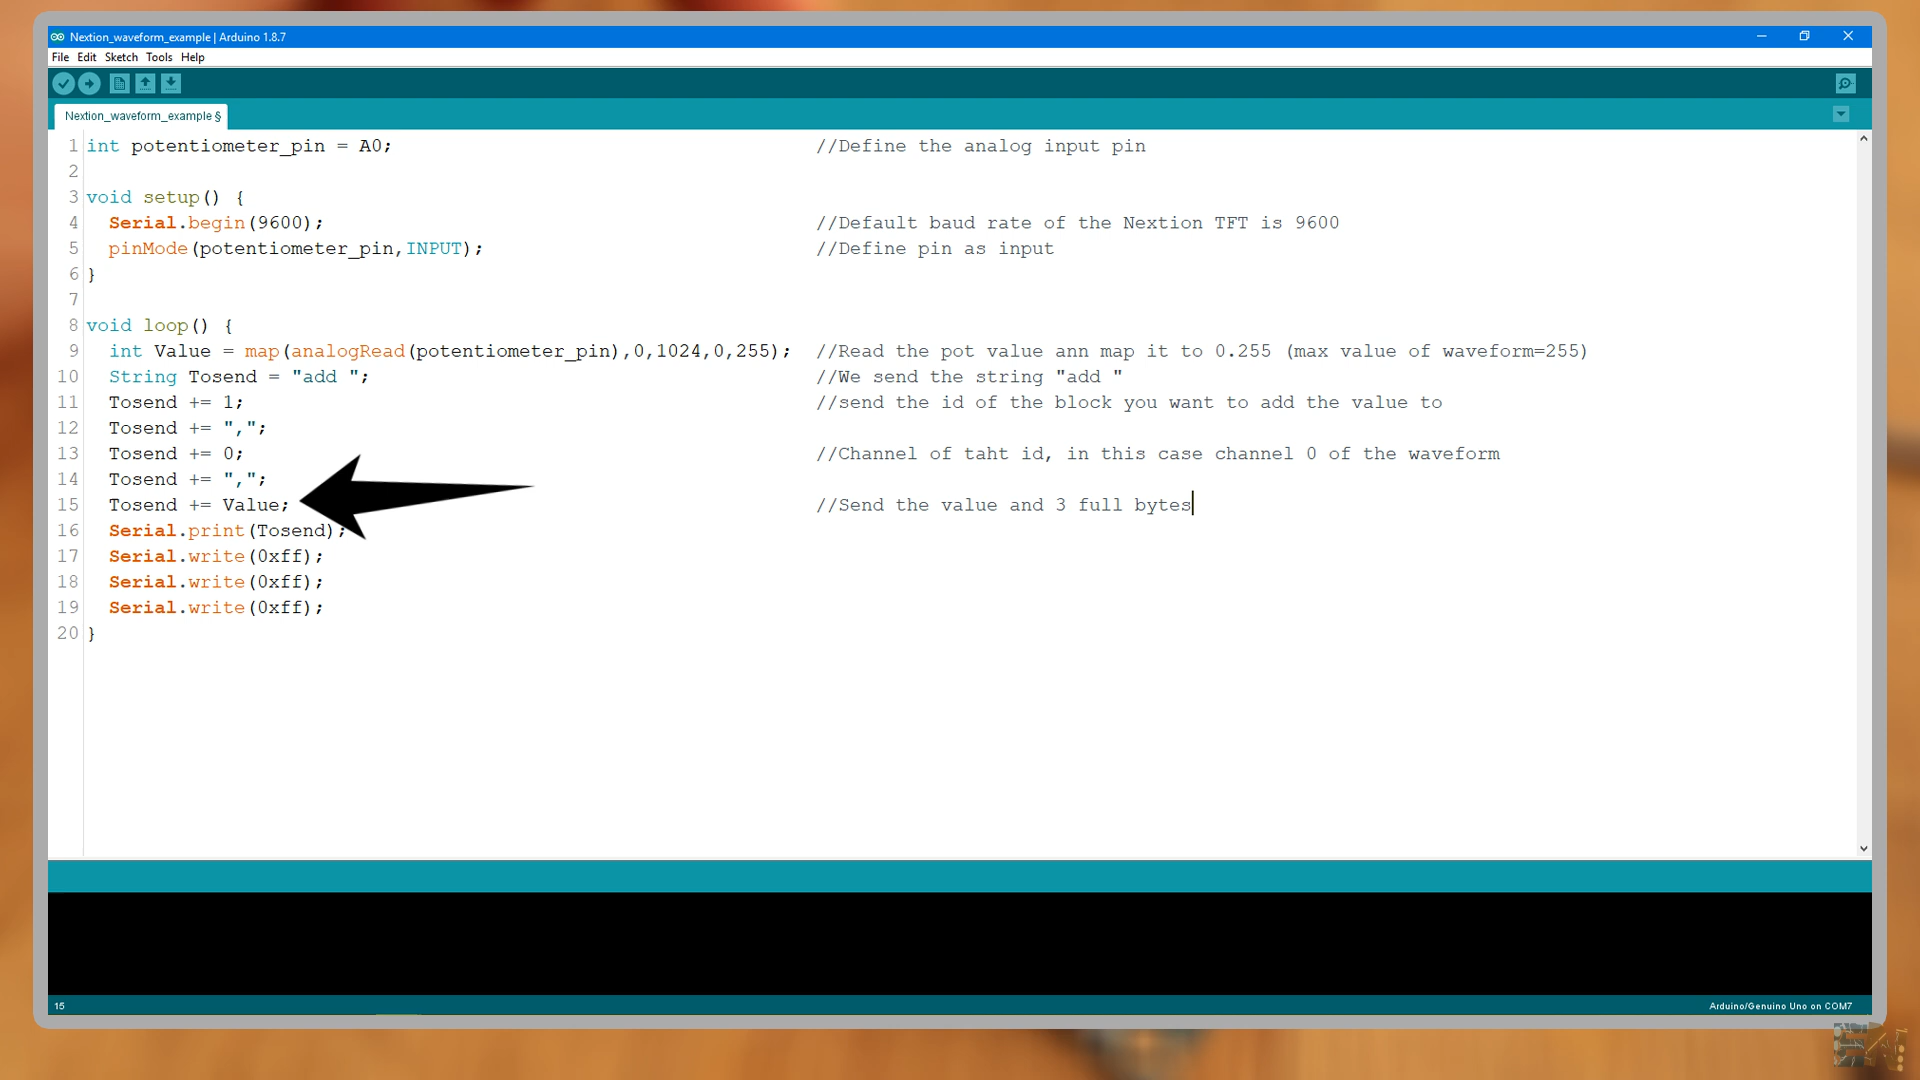 Nextion_waveform_example | Arduino 1.8.7
File Edit Sketch Tools Help
Nextion_waveform_example §
1 int potentiometer_pin = A0; //Define the analog input pin
2
3 void setup() {
4 Serial.begin(9600); //Default baud rate of the Nextion TFT is 9600
5 pinMode(potentiometer_pin,INPUT); //Define pin as input
6 }
7
8 void loop() {
9 int Value = map(analogRead(potentiometer_pin),0,1024,0,255); //Read the pot value ann map it to 0.255 (max value of waveform=255)
10 String Tosend = "add "; //We send the string "add "
11 Tosend += 1; //send the id of the block you want to add the value to
12 Tosend += ",";
13 Tosend += 0; //Channel of taht id, in this case channel 0 of the waveform
14 Tosend += ",";
15 Tosend += Value; //Send the value and 3 full bytes
16 Serial.print(Tosend);
17 Serial.write(0xff);
18 Serial.write(0xff);
19 Serial.write(0xff);
20 }
15 Arduino/Genuino Uno on COM7